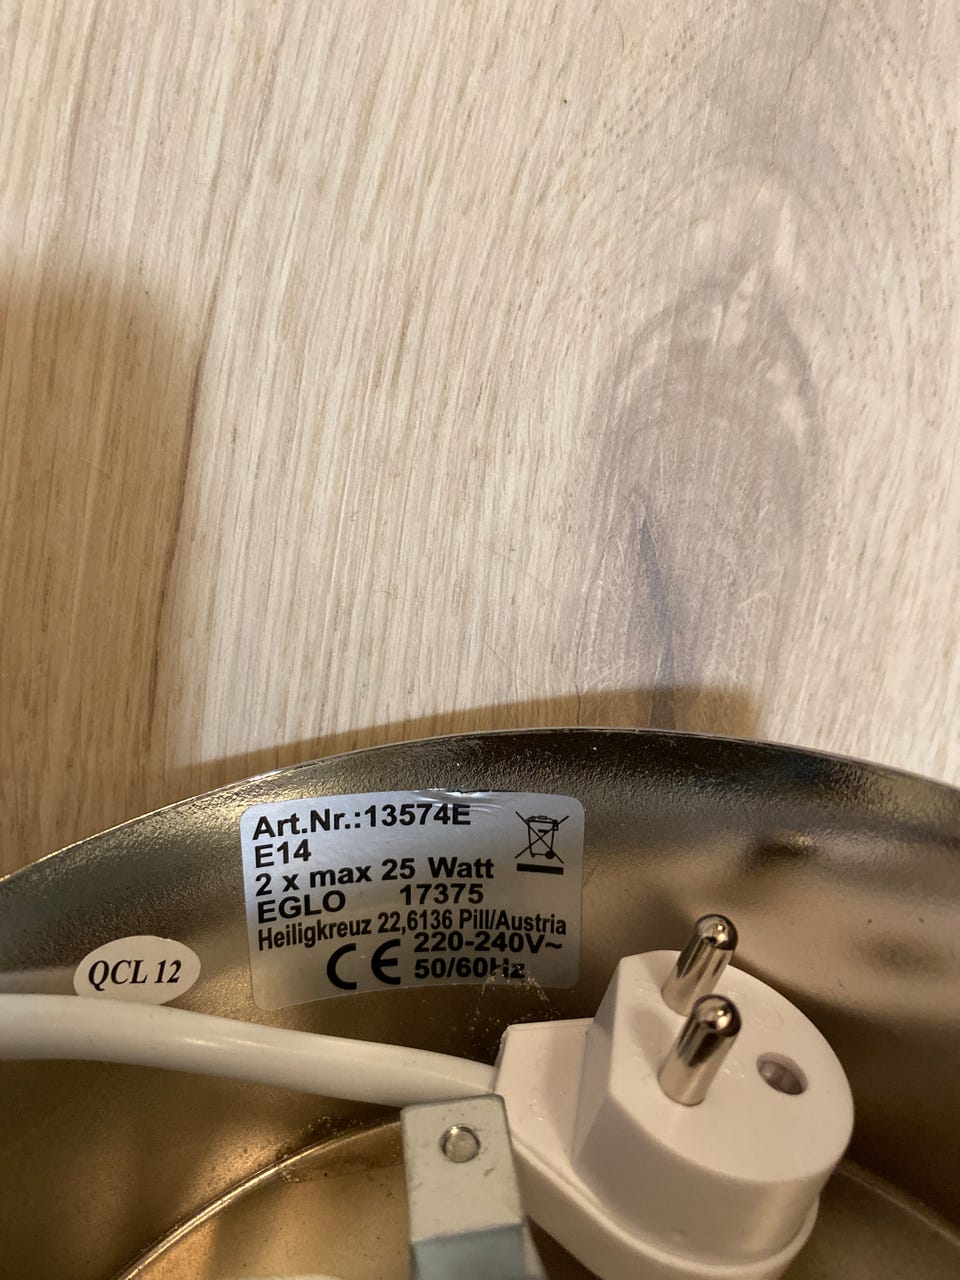 Art.Nr.:13574E
E14
2 x max 25 Watt
EGLO 17375
Heiligkreuz 22,6136 Pill/Austria
CE 220-240V~
50/60Hz
QCL 12